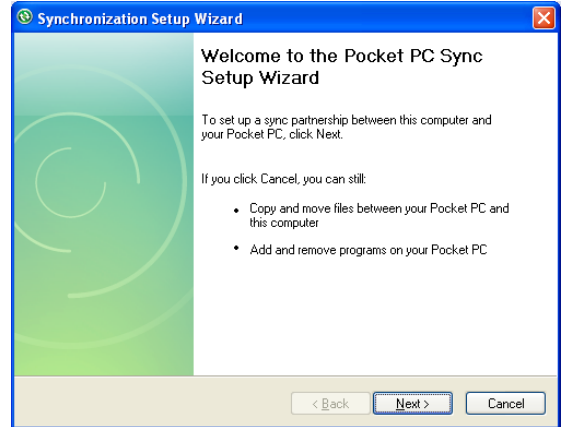 Synchronization Setup Wizard
Welcome to the Pocket PC Sync
Setup Wizard
To set up a sync partnership between this computer and
your Pocket PC, click Next.
If you click Cancel, you can still:
• Copy and move files between your Pocket PC and
this computer
• Add and remove programs on your Pocket PC
< Back Next > Cancel